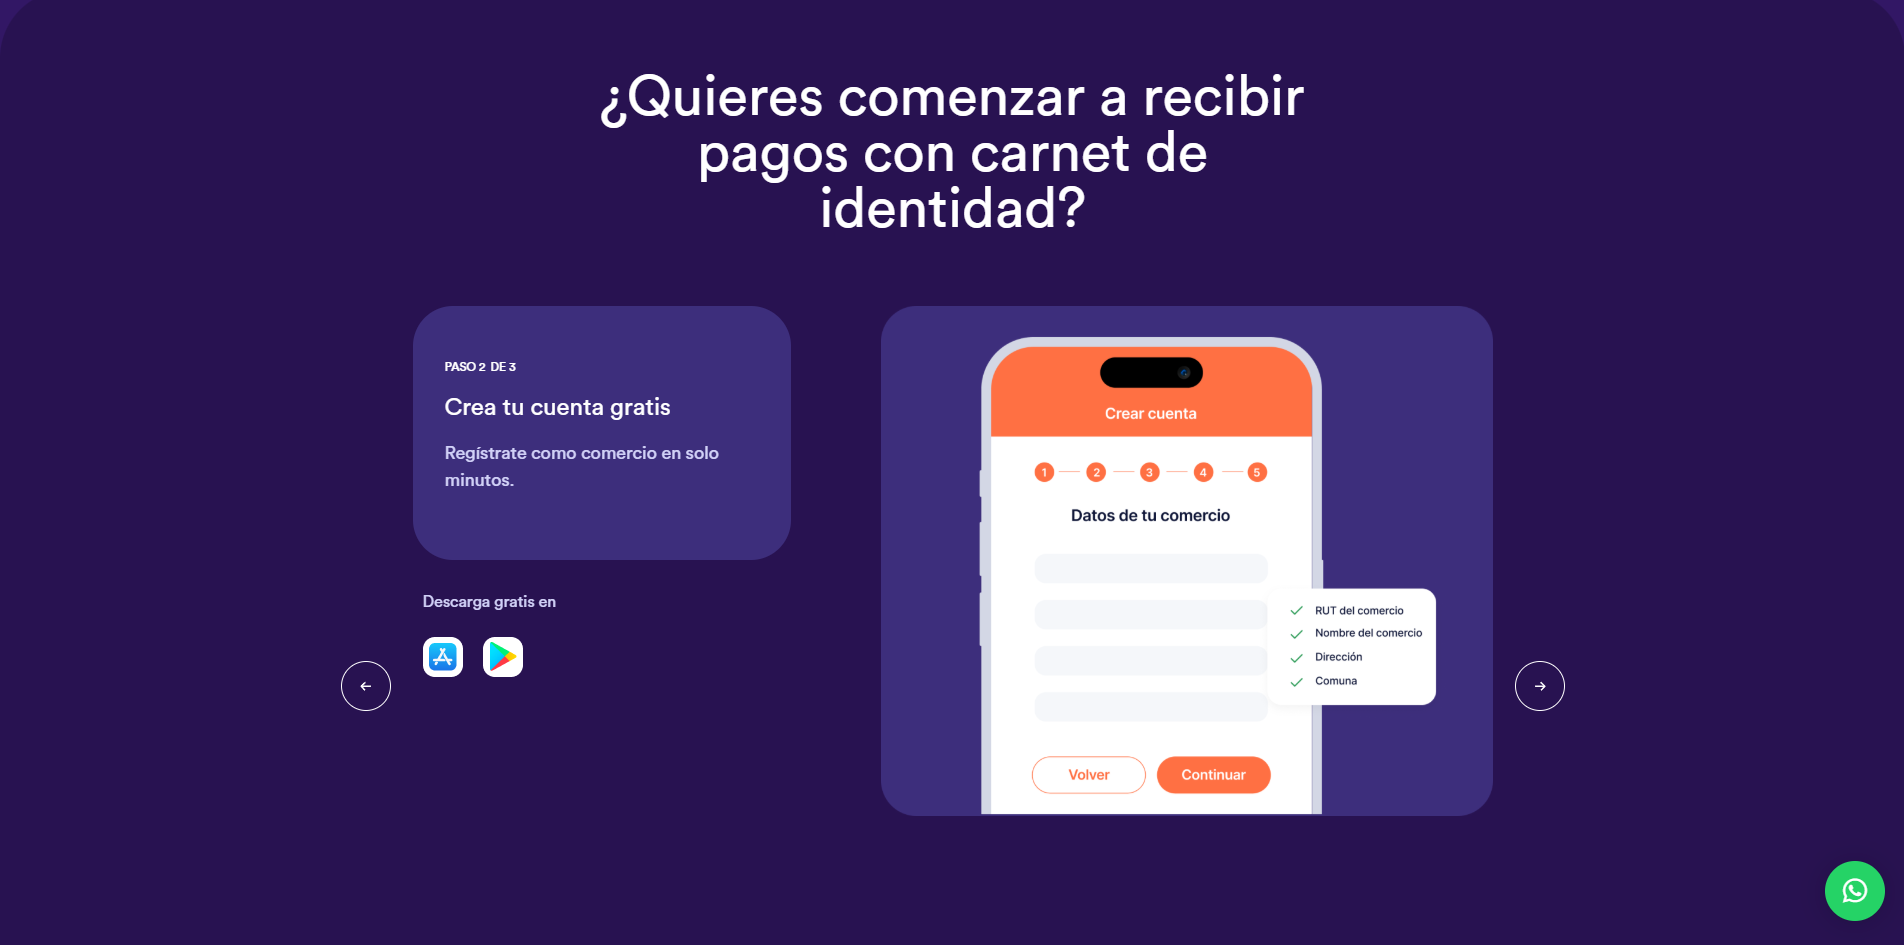 ¿Quieres comenzar a recibir
pagos con carnet de
identidad?
PASO 2 DE 3
Crea tu cuenta gratis
Regístrate como comercio en solo
minutos.
Descarga gratis en
Crear cuenta
1 2 3 4 5
Datos de tu comercio
RUT del comercio
Nombre del comercio
Dirección
Comuna
Volver Continuar